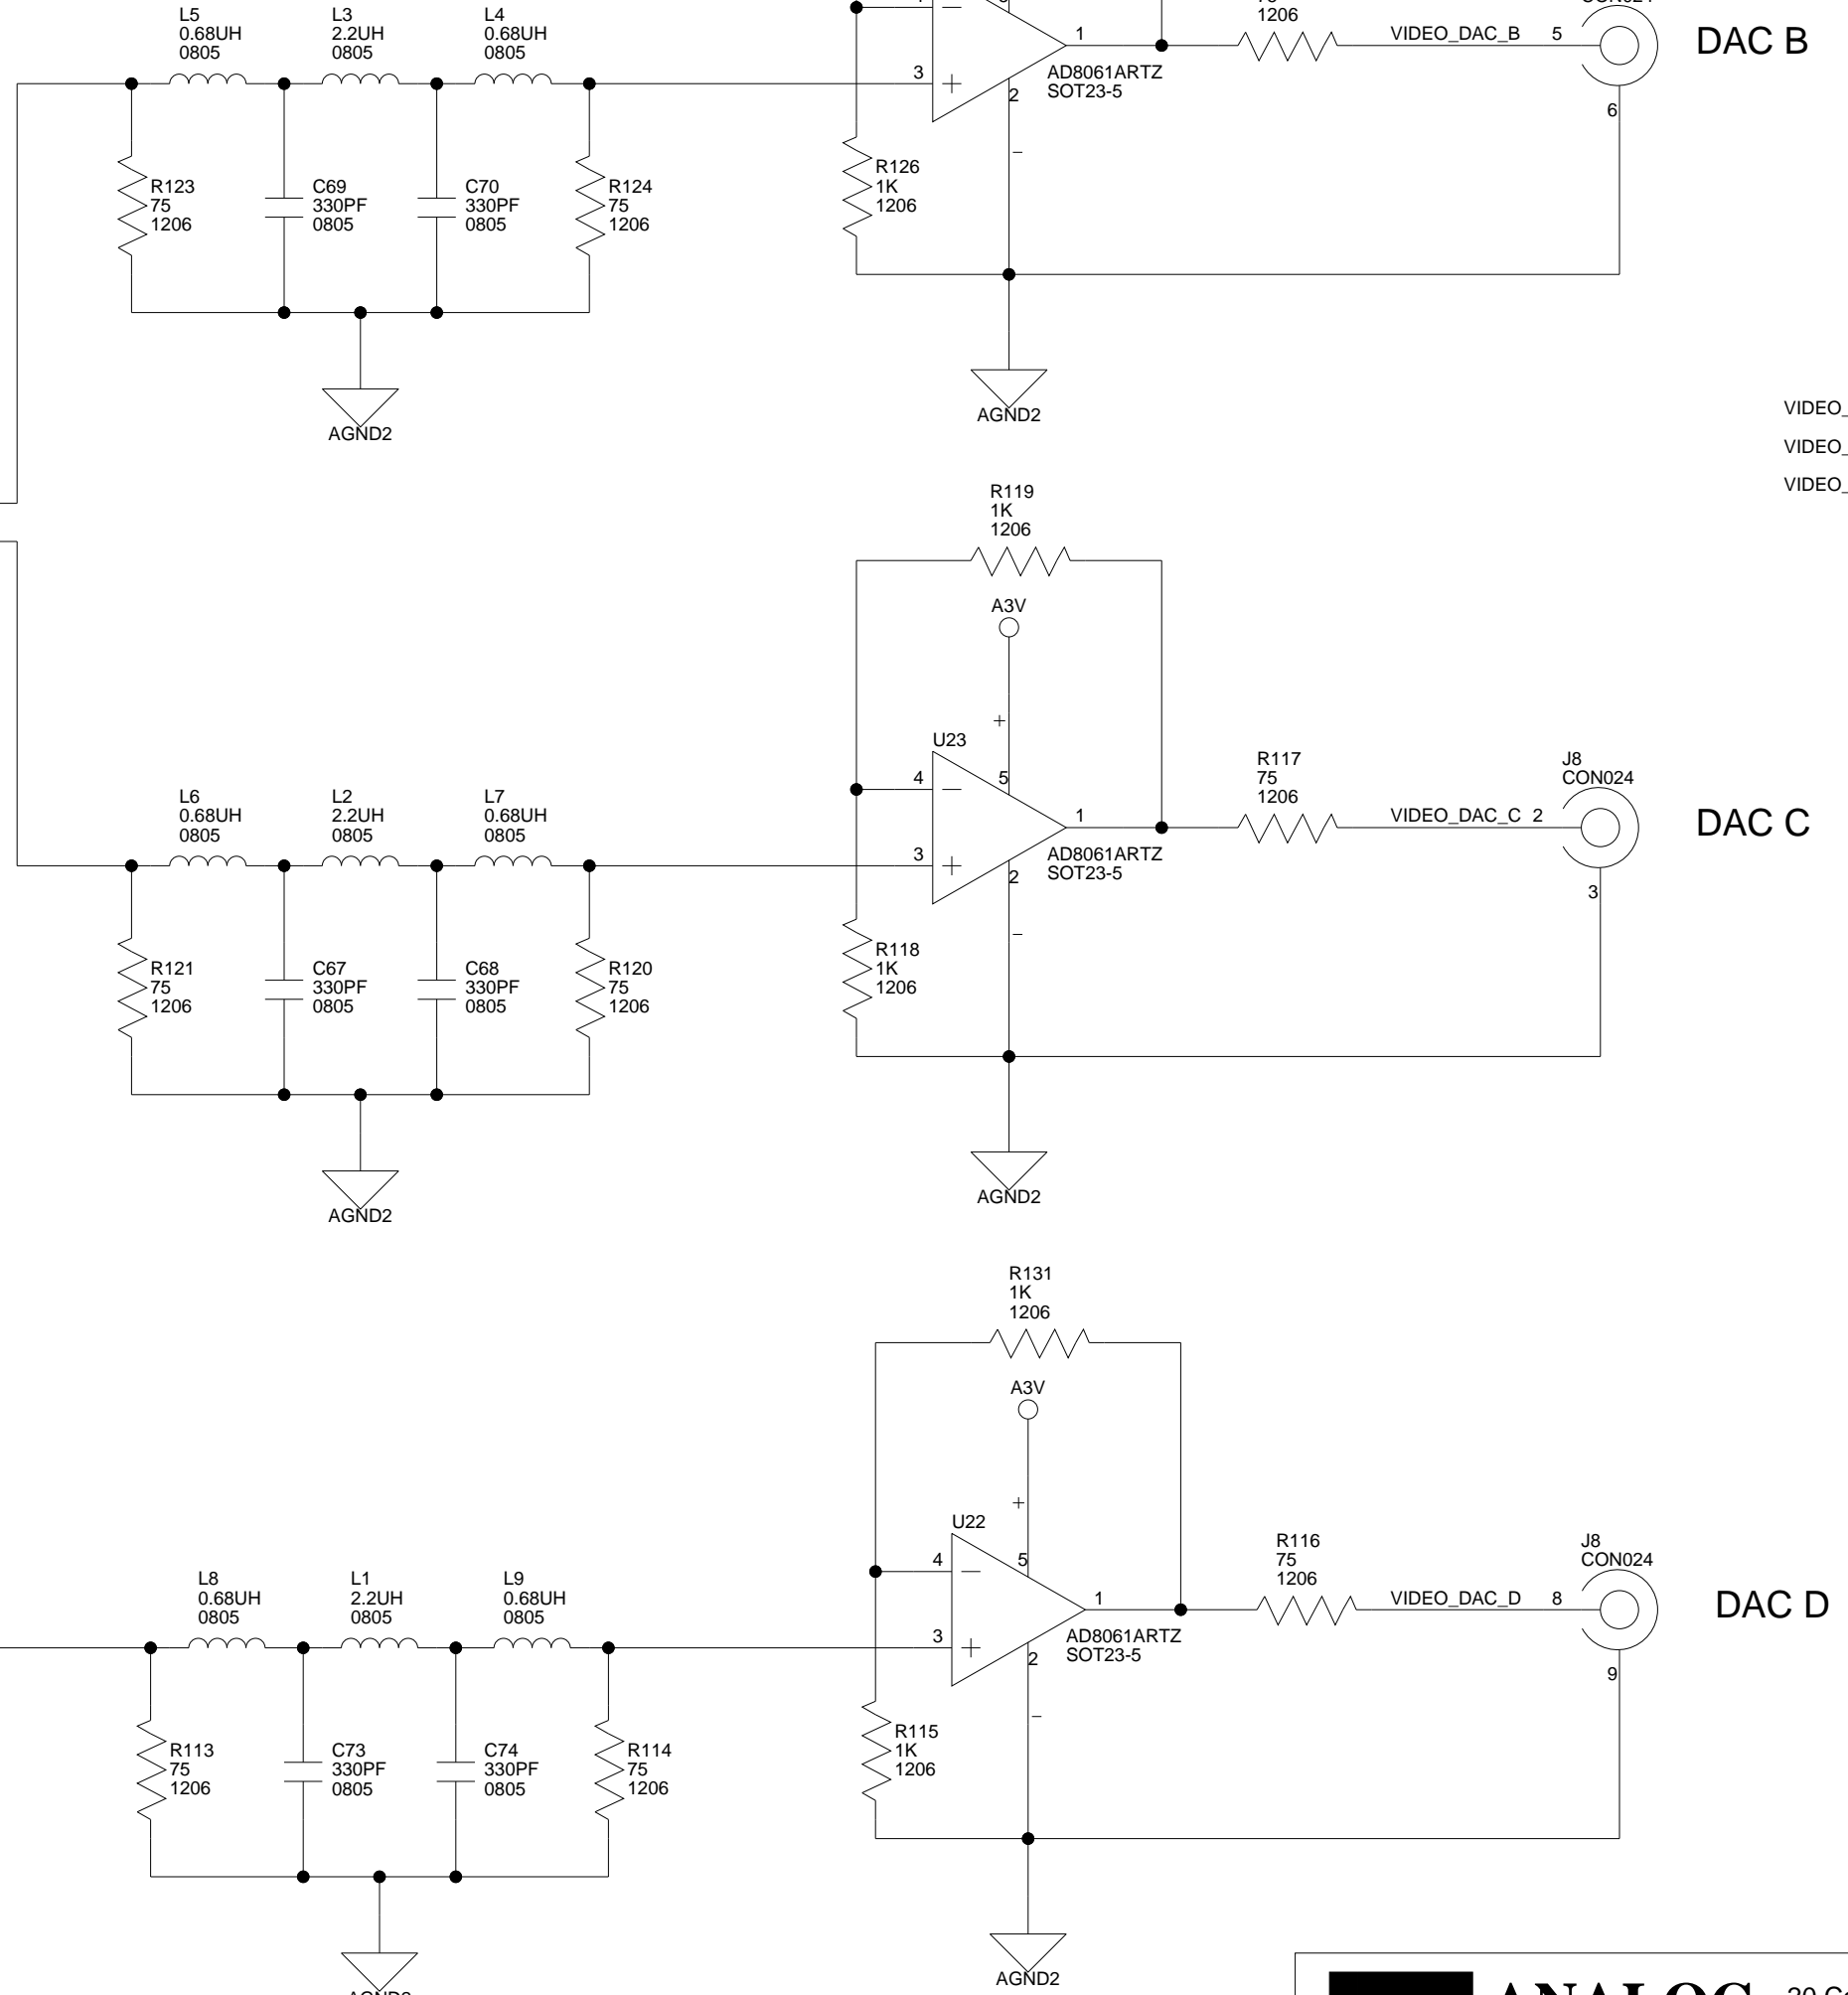 L5
0.68UH
0805
L3
2.2UH
0805
L4
0.68UH
0805
1206
1
3
2
AD8061ARTZ
SOT23-5
VIDEO_DAC_B 5
6
DAC B
R123
75
1206
C69
330PF
0805
C70
330PF
0805
R124
75
1206
R126
1K
1206
AGND2
AGND2
VIDEO_
VIDEO_
VIDEO_
R119
1K
1206
A3V
+
U23
4
5
1
3
2
AD8061ARTZ
SOT23-5
R117
75
1206
VIDEO_DAC_C 2
J8
CON024
3
DAC C
L6
0.68UH
0805
L2
2.2UH
0805
L7
0.68UH
0805
R121
75
1206
C67
330PF
0805
C68
330PF
0805
R120
75
1206
R118
1K
1206
AGND2
AGND2
R131
1K
1206
A3V
+
U22
4
5
1
3
2
AD8061ARTZ
SOT23-5
R116
75
1206
VIDEO_DAC_D 8
J8
CON024
9
DAC D
L8
0.68UH
0805
L1
2.2UH
0805
L9
0.68UH
0805
R113
75
1206
C73
330PF
0805
C74
330PF
0805
R114
75
1206
R115
1K
1206
AGND2
ANALOG
20